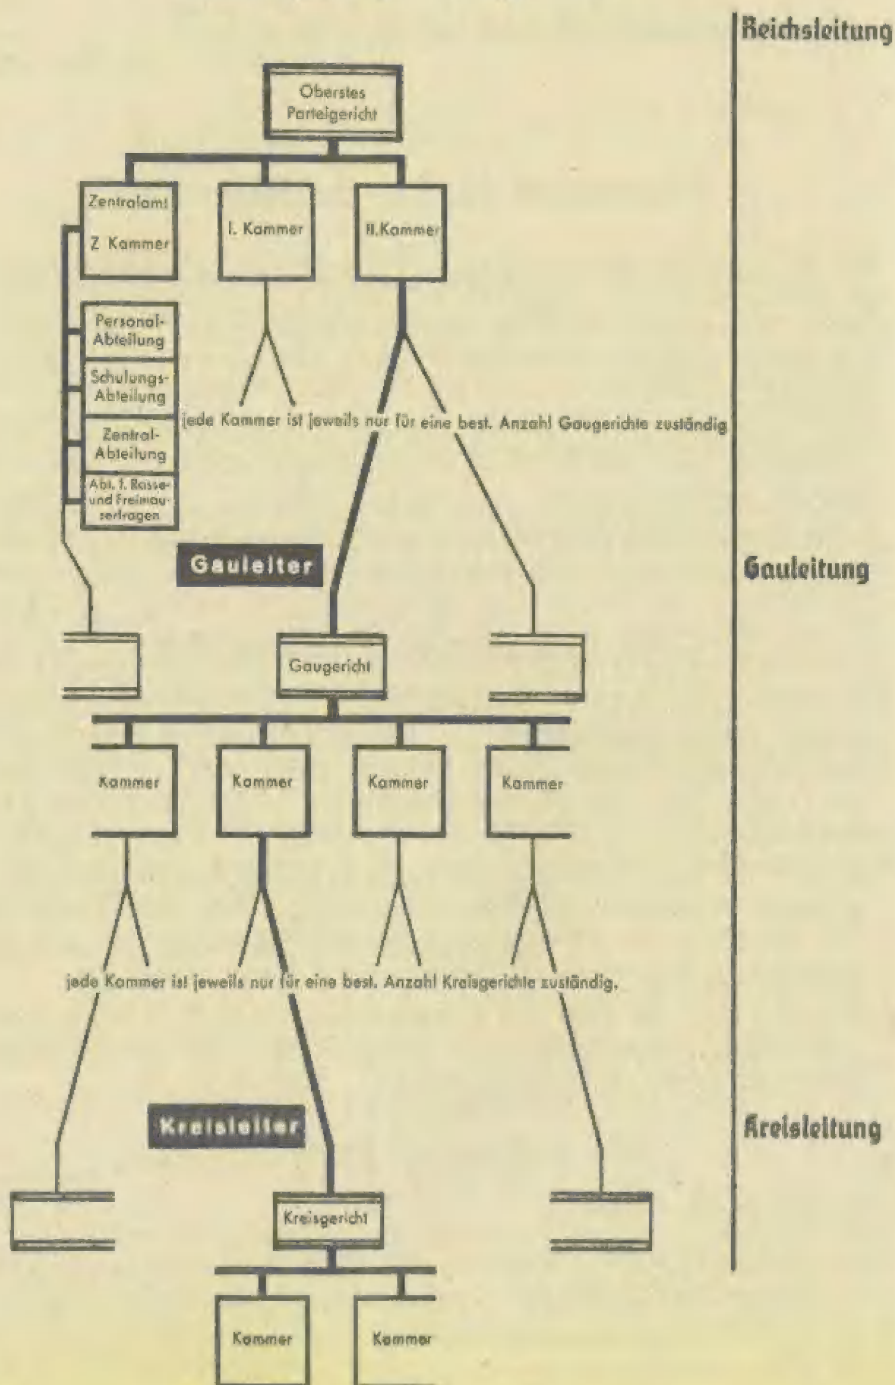 Reichsleitung
Oberstes
Parteigericht
Zentralamt
Z Kammer
I. Kammer
II. Kammer
Personal-
Abteilung
Schulungs-
Abteilung
Zentral-
Abteilung
Abt. f. Rasse-
und Freimau-
rerfragen
jede Kammer ist jeweils nur für eine best. Anzahl Gaugerichte zuständig
Gauleiter
Gauleitung
Gaugericht
Kammer
Kammer
Kammer
Kammer
jede Kammer ist jeweils nur für eine best. Anzahl Kreisgerichte zuständig.
Kreisleiter
Kreisleitung
Kreisgericht
Kammer
Kammer